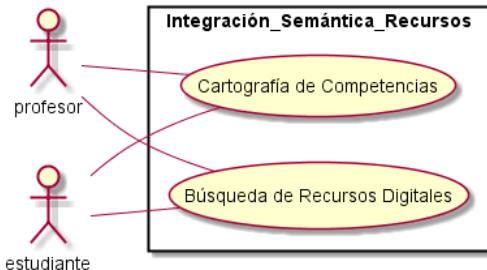 Integración_Semántica_Recursos
profesor
Cartografía de Competencias
Búsqueda de Recursos Digitales
estudiante